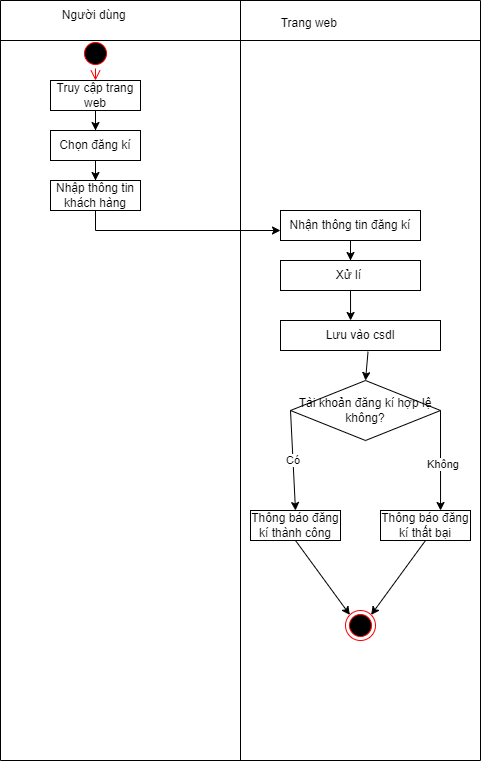 Người dùng
Trang web
Truy cập trang
web
Chọn đăng kí
Nhập thông tin
khách hàng
Nhận thông tin đăng kí
Xử lí
Lưu vào csdl
Tài khoản đăng kí hợp lệ
không?
Có
Không
Thông báo đăng
kí thành công
Thông báo đăng
kí thất bại